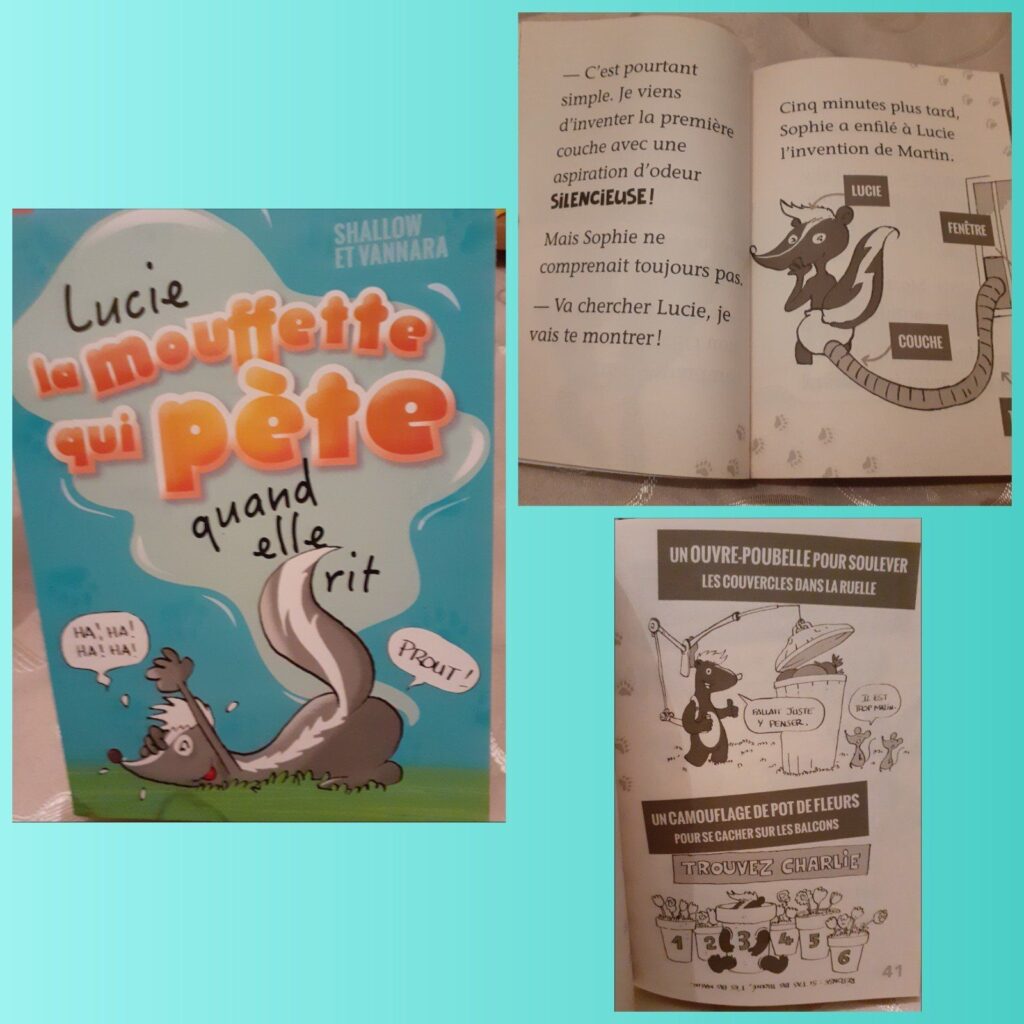 SHALLOW
ET VANNARA
Lucie
la mouffette
qui pète
quand
elle
rit
HA! HA!
HA! HA!
PROUT!
— C'est pourtant
simple. Je viens
d'inventer la première
couche avec une
aspiration d'odeur
SILENCIEUSE!
Mais Sophie ne
comprenait toujours pas.
— Va chercher Lucie, je
vais te montrer!
Cinq minutes plus tard,
Sophie a enfilé à Lucie
l'invention de Martin.
LUCIE
FENÊTRE
COUCHE
UN OUVRE-POUBELLE POUR SOULEVER
LES COUVERCLES DANS LA RUELLE
FALLAIT JUSTE
Y PENSER.
IL EST
TROP MALIN.
UN CAMOUFLAGE DE POT DE FLEURS
POUR SE CACHER SUR LES BALCONS
TROUVEZ CHARLIE
1 2 3 4 5 6
41